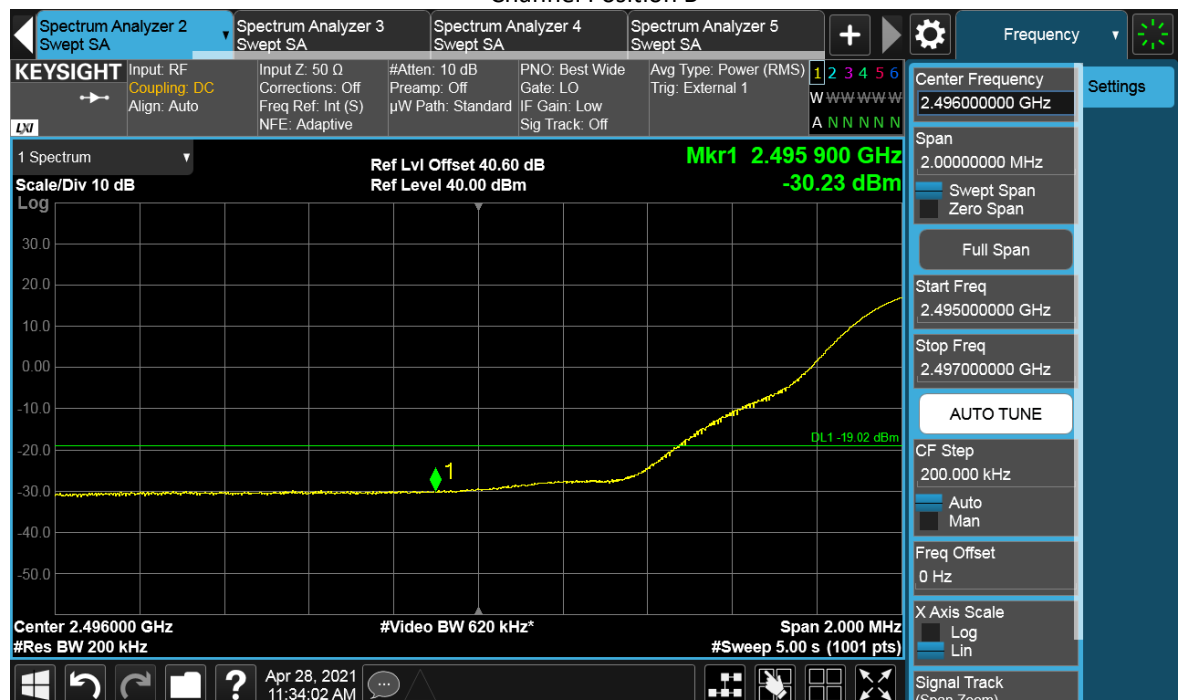 Spectrum Analyzer 2
Swept SA
Spectrum Analyzer 3
Swept SA
Spectrum Analyzer 4
Swept SA
Spectrum Analyzer 5
Swept SA
Frequency
KEYSIGHT
LXI
Input: RF
Coupling: DC
Align: Auto
Input Z: 50 Ω
Corrections: Off
Freq Ref: Int (S)
NFE: Adaptive
#Atten: 10 dB
Preamp: Off
µW Path: Standard
PNO: Best Wide
Gate: LO
IF Gain: Low
Sig Track: Off
Avg Type: Power (RMS)
Trig: External 1
1 2 3 4 5 6
W W W W W W
A N N N N N
1 Spectrum
Scale/Div 10 dB
Log
Ref Lvl Offset 40.60 dB
Ref Level 40.00 dBm
Mkr1 2.495 900 GHz
-30.23 dBm
30.0
20.0
10.0
0.00
-10.0
-20.0
-30.0
-40.0
-50.0
1
DL1 -19.02 dBm
Center 2.496000 GHz
#Res BW 200 kHz
#Video BW 620 kHz*
Span 2.000 MHz
#Sweep 5.00 s (1001 pts)
Apr 28, 2021
11:34:02 AM
Center Frequency
2.496000000 GHz
Settings
Span
2.00000000 MHz
Swept Span
Zero Span
Full Span
Start Freq
2.495000000 GHz
Stop Freq
2.497000000 GHz
AUTO TUNE
CF Step
200.000 kHz
Auto
Man
Freq Offset
0 Hz
X Axis Scale
Log
Lin
Signal Track
(Span Zoom)